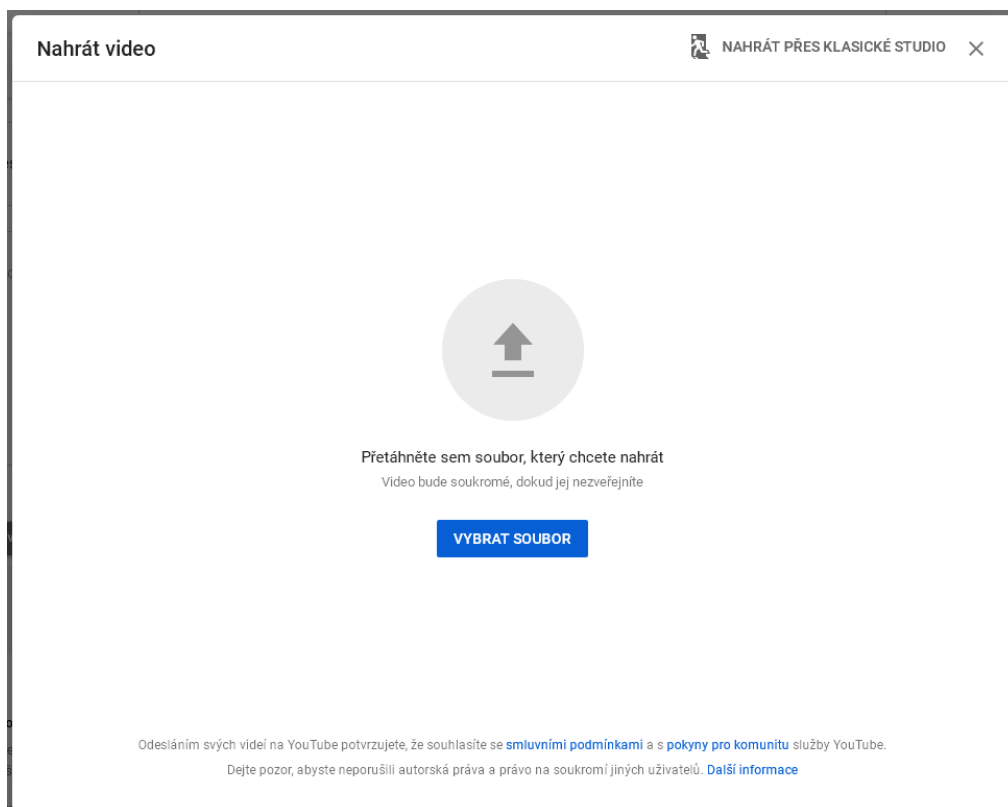 Nahrát video
NAHRÁT PŘES KLASICKÉ STUDIO
Přetáhněte sem soubor, který chcete nahrát
Video bude soukromé, dokud jej nezveřejníte
VYBRAT SOUBOR
Odesláním svých videí na YouTube potvrzujete, že souhlasíte se smluvními podmínkami a s pokyny pro komunitu služby YouTube.
Dejte pozor, abyste neporušili autorská práva a právo na soukromí jiných uživatelů. Další informace